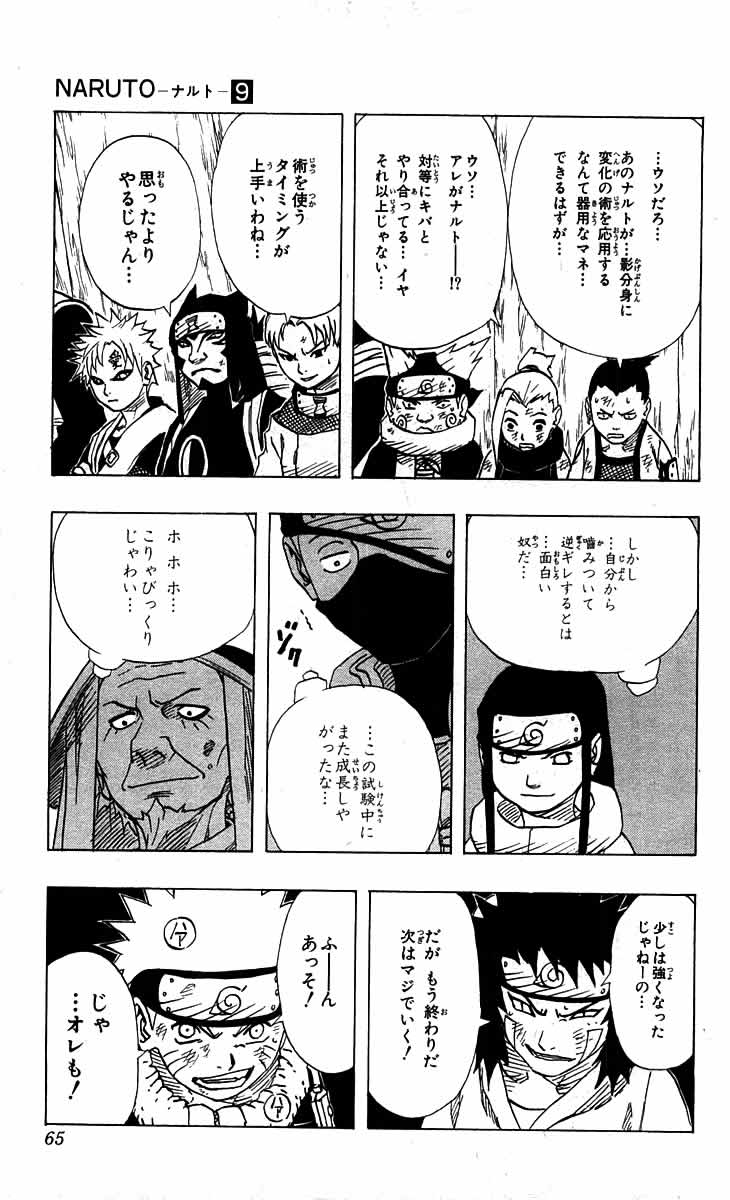 NARUTO―ナルト―9
…ウソだろ…
あのナルトが…影分身に
変化の術を応用する
なんて器用なマネ…
できるはずが…
ウソ…
アレがナルト
――!?
対等にキバと
やり合ってる…イヤ
それ以上じゃない…
術を使う
タイミングが
上手いわね…
思ったより
やるじゃん…
しかし
…自分から
嚙みついて
逆ギレするとは
…面白い
奴だ…
ゾクッ
…この試験中に
また成長しや
がったな…
ホホホ…
こりゃびっくり
じゃわい…
少しは強くなった
じゃねーの…
だが もう終わりだ
次はマジでいく！
ふーーん
あっそ！
じゃ
…オレも！
ハァ
ハァ
65